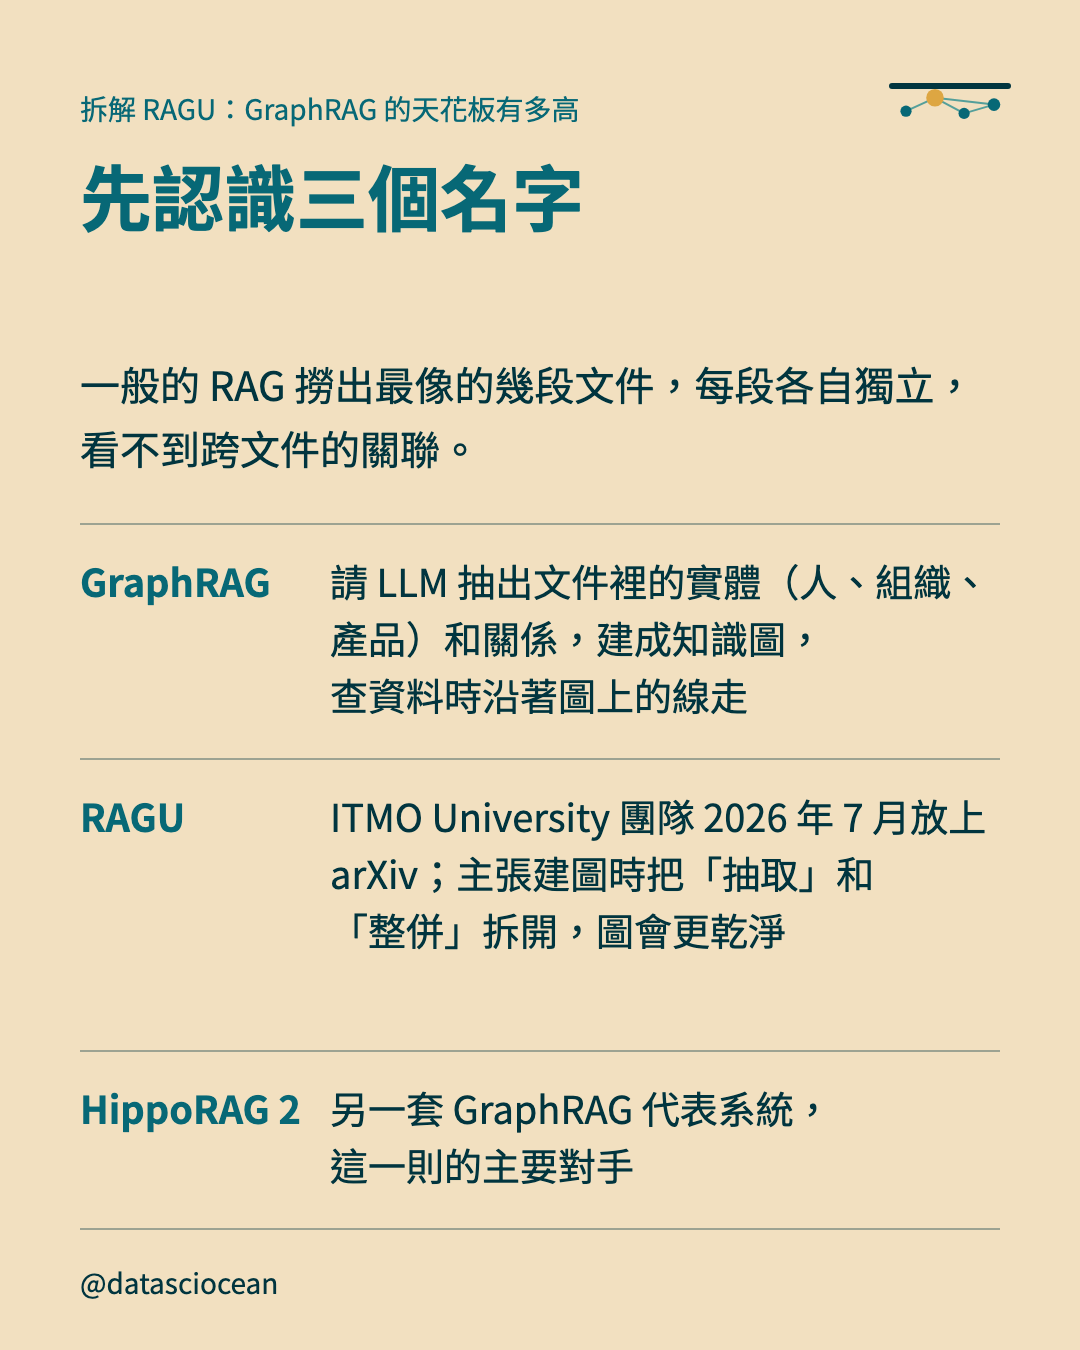 拆解 RAGU：GraphRAG 的天花板有多高
先認識三個名字
一般的 RAG 撈出最像的幾段文件，每段各自獨立，
看不到跨文件的關聯。
GraphRAG
請 LLM 抽出文件裡的實體（人、組織、
產品）和關係，建成知識圖，
查資料時沿著圖上的線走
RAGU
ITMO University 團隊 2026 年 7 月放上
arXiv；主張建圖時把「抽取」和
「整併」拆開，圖會更乾淨
HippoRAG 2
另一套 GraphRAG 代表系統，
這一則的主要對手
@datasciocean